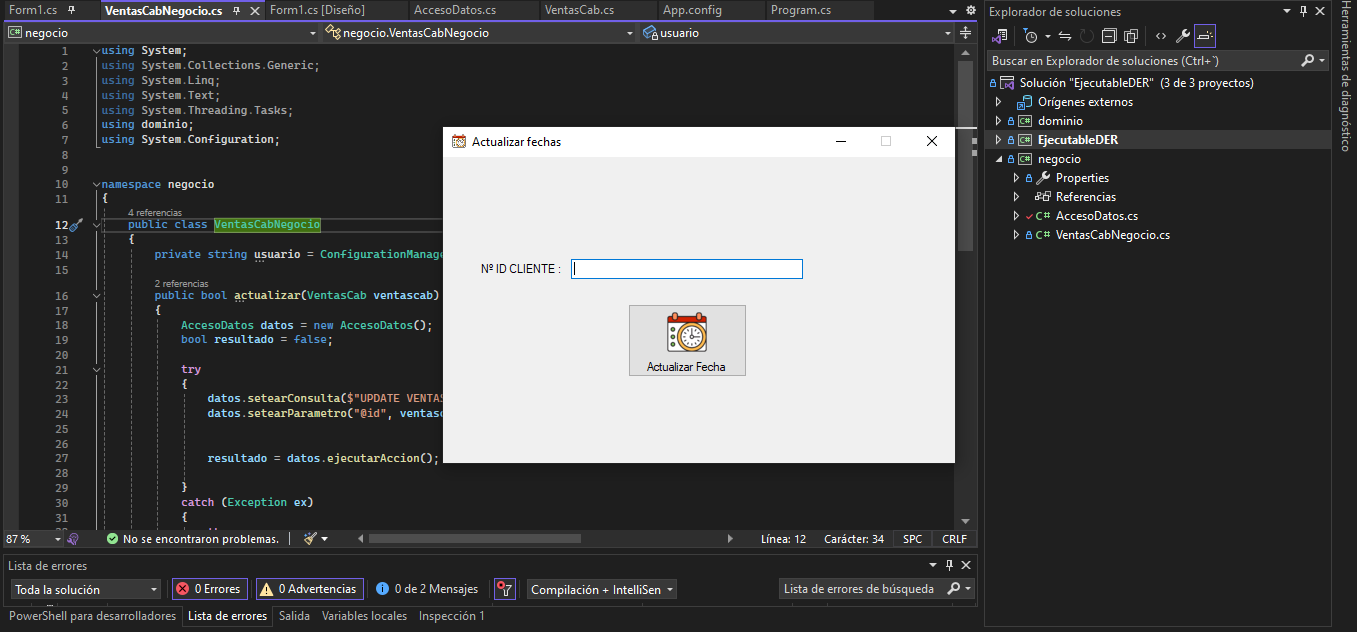 Form1.cs
VentasCabNegocio.cs
Form1.cs [Diseño]
AccesoDatos.cs
VentasCab.cs
App.config
Program.cs
negocio
negocio.VentasCabNegocio
usuario
1 using System;
2 using System.Collections.Generic;
3 using System.Linq;
4 using System.Text;
5 using System.Threading.Tasks;
6 using dominio;
7 using System.Configuration;
8
9
10 namespace negocio
11 {
4 referencias
12 public class VentasCabNegocio
13 {
14 private string usuario = ConfigurationManage
15
2 referencias
16 public bool actualizar(VentasCab ventascab)
17 {
18 AccesoDatos datos = new AccesoDatos();
19 bool resultado = false;
20
21 try
22 {
23 datos.setearConsulta($"UPDATE VENTAS
24 datos.setearParametro("@id", ventasc
25
26
27 resultado = datos.ejecutarAccion();
28
29 }
30 catch (Exception ex)
31 {
Actualizar fechas
Nº ID CLIENTE :
Actualizar Fecha
87 %
No se encontraron problemas.
Línea: 12
Carácter: 34
SPC
CRLF
Lista de errores
Toda la solución
0 Errores
0 Advertencias
0 de 2 Mensajes
Compilación + IntelliSen
Lista de errores de búsqueda
PowerShell para desarrolladores
Lista de errores
Salida
Variables locales
Inspección 1
Explorador de soluciones
Buscar en Explorador de soluciones (Ctrl+`)
Solución "EjecutableDER" (3 de 3 proyectos)
Orígenes externos
dominio
EjecutableDER
negocio
Properties
Referencias
AccesoDatos.cs
VentasCabNegocio.cs
Herramientas de diagnóstico